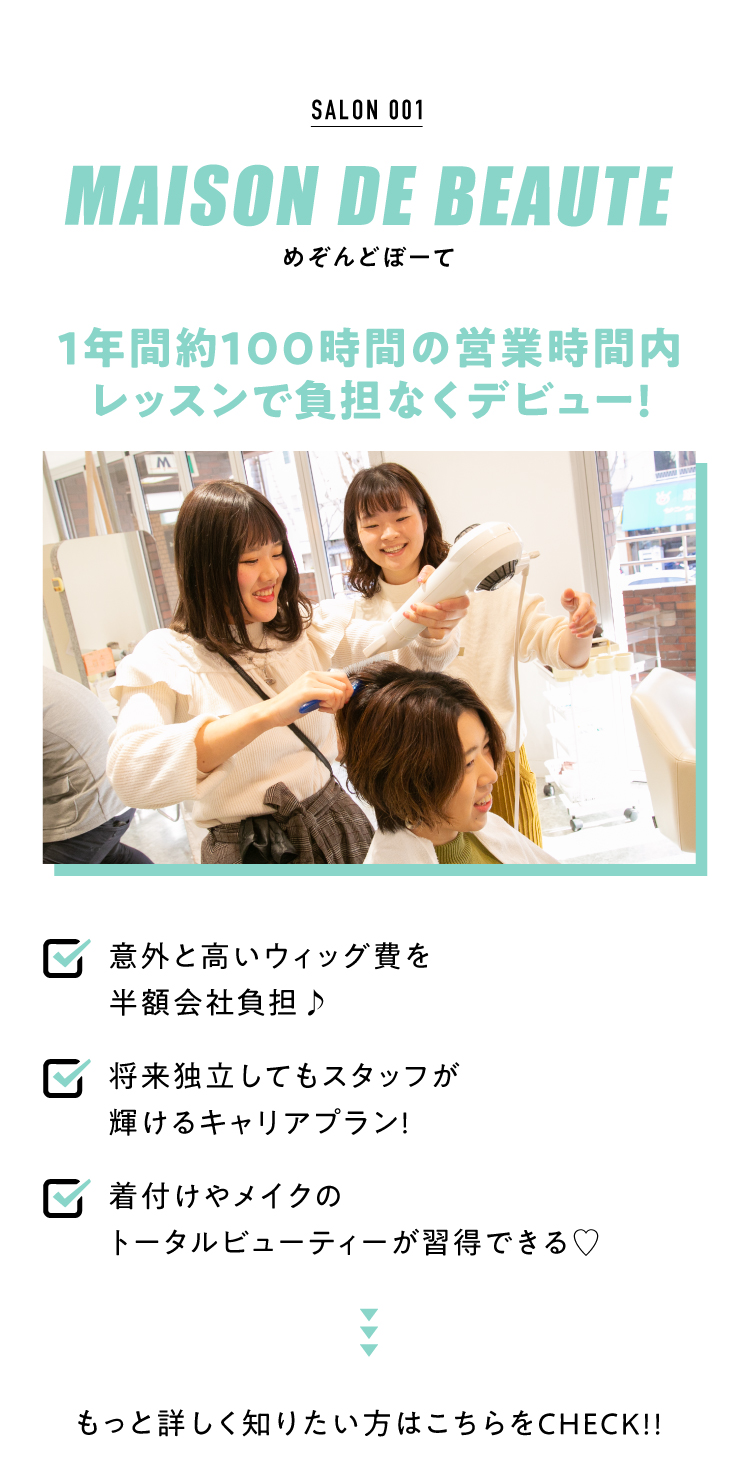 SALON 001
MAISON DE BEAUTE
めぞんどぼーて
1年間約100時間の営業時間内
レッスンで負担なくデビュー!
M
意外と高いウィッグ費を
半額会社負担♪
将来独立してもスタッフが
輝けるキャリアプラン!
着付けやメイクの
トータルビューティーが習得できる♡
もっと詳しく知りたい方はこちらをCHECK!!